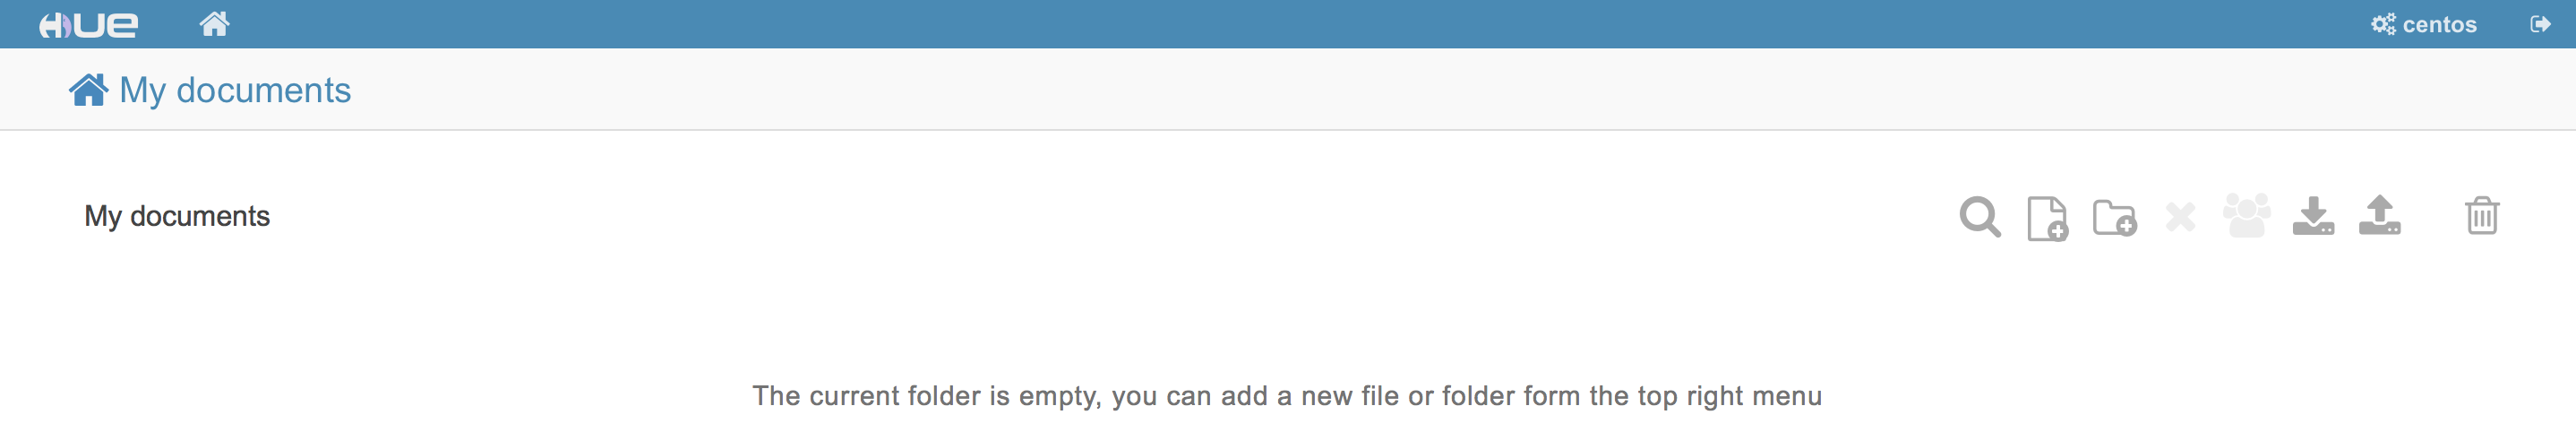 HUE
centos
My documents
My documents
The current folder is empty, you can add a new file or folder form the top right menu